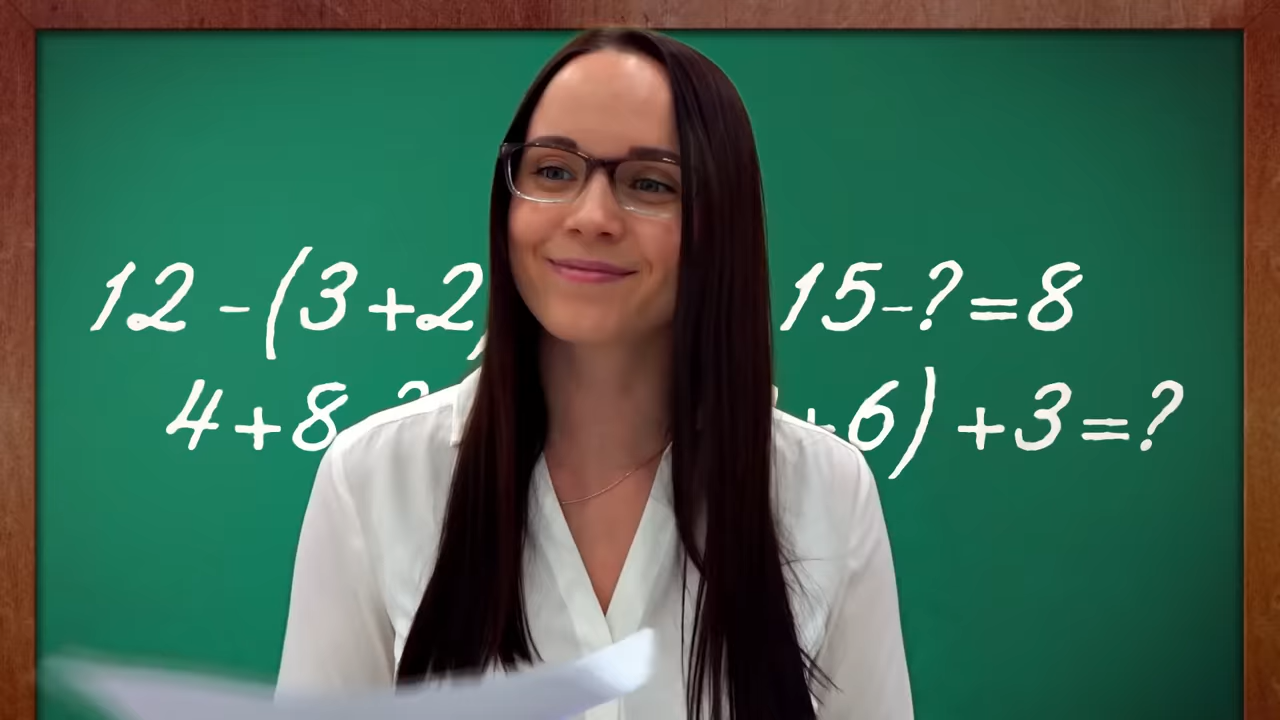 12 - (3+2) 15-?=8
4+8 +6) +3=?